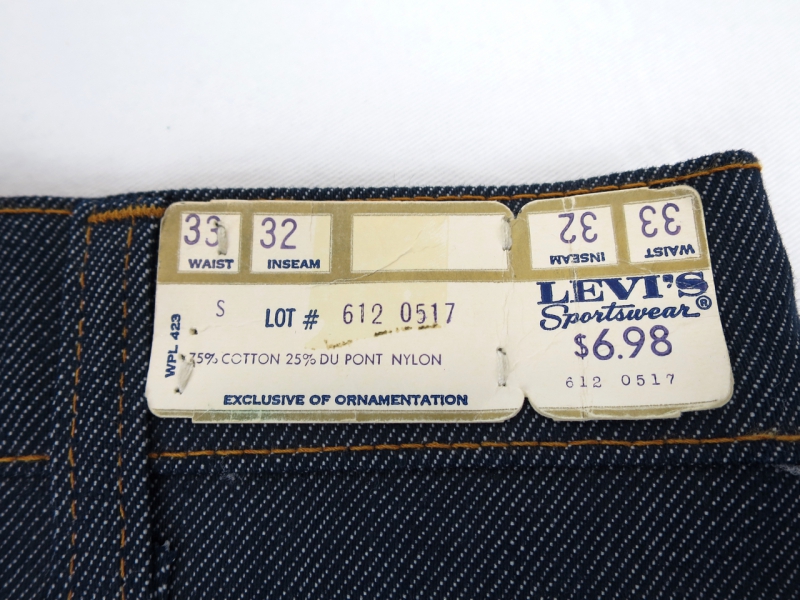 33 32
WAIST INSEAM
S LOT # 612 0517
WPL 423
75% COTTON 25% DU PONT NYLON
EXCLUSIVE OF ORNAMENTATION
33 32
WAIST INSEAM
LEVI'S
Sportswear®
$6.98
612 0517